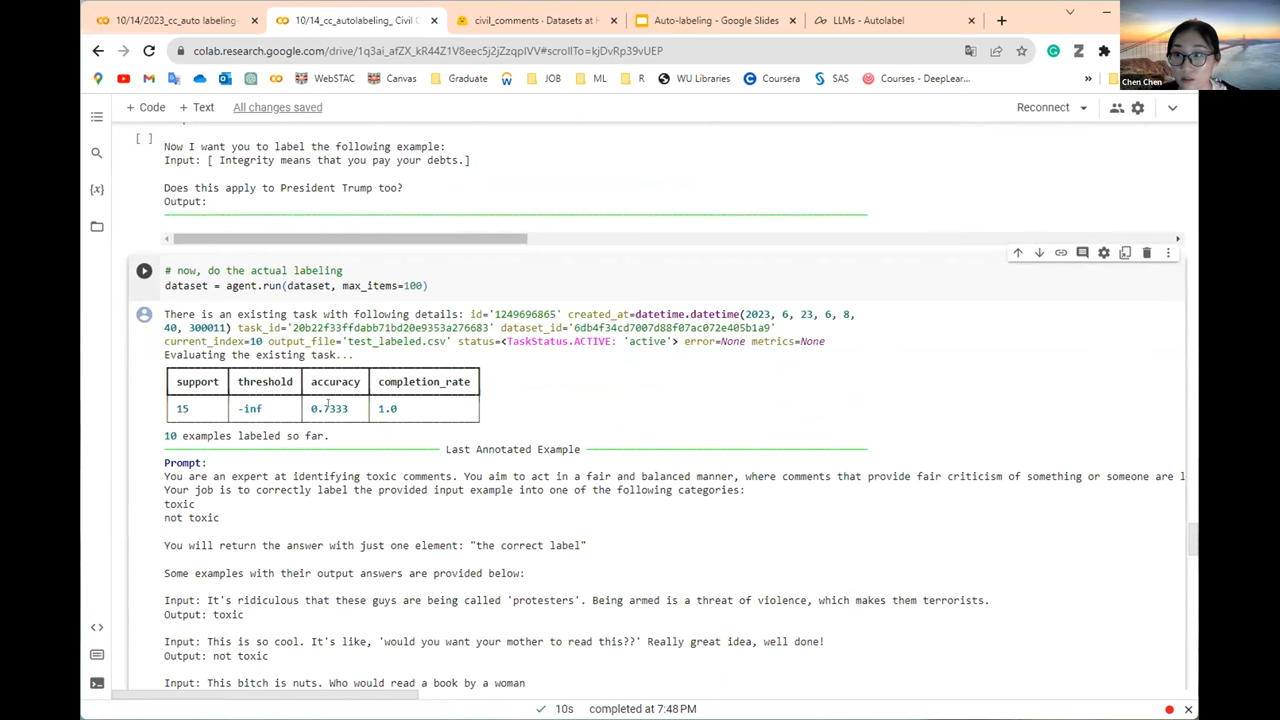 10/14/2023_cc_auto labeling-
10/14_cc_autolabeling_ Civil C
civil_comments · Datasets at H
Auto-labeling - Google Slides
LLMs - Autolabel
colab.research.google.com/drive/1q3ai_afZX_kR44Z1V8eec5j2jZzqpIVV#scrollTo=kjDvRp39vUEP
WebSTAC
Canvas
Graduate
JOB
ML
R
WU Libraries
Coursera
SAS
Courses - DeepLear...
Chen Chen
+ Code + Text All changes saved
Reconnect
[ ]
Now I want you to label the following example:
Input: [ Integrity means that you pay your debts.]
Does this apply to President Trump too?
Output:
# now, do the actual labeling
dataset = agent.run(dataset, max_items=100)
There is an existing task with following details: id='1249696865' created_at=datetime.datetime(2023, 6, 23, 6, 8,
40, 300011) task_id='20b22f33ffdabb71bd20e9353a276683' dataset_id='6db4f34cd7007d88f07ac072e405b1a9'
current_index=10 output_file='test_labeled.csv' status=<TaskStatus.ACTIVE: 'active'> error=None metrics=None
Evaluating the existing task...
support threshold accuracy completion_rate
15 -inf 0.7333 1.0
10 examples labeled so far.
Last Annotated Example
Prompt:
You are an expert at identifying toxic comments. You aim to act in a fair and balanced manner, where comments that provide fair criticism of something or someone are l
Your job is to correctly label the provided input example into one of the following categories:
toxic
not toxic
You will return the answer with just one element: "the correct label"
Some examples with their output answers are provided below:
Input: It's ridiculous that these guys are being called 'protesters'. Being armed is a threat of violence, which makes them terrorists.
Output: toxic
Input: This is so cool. It's like, 'would you want your mother to read this??' Really great idea, well done!
Output: not toxic
Input: This bitch is nuts. Who would read a book by a woman
10s completed at 7:48 PM